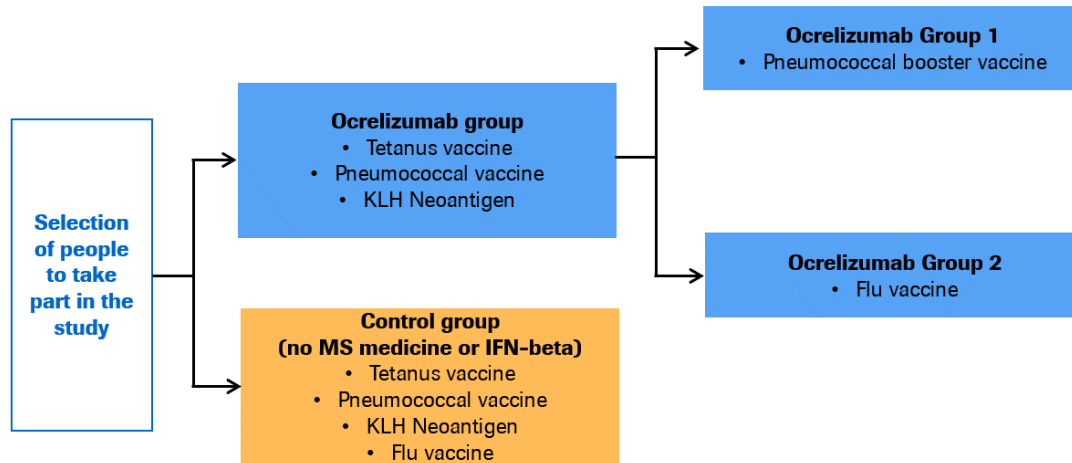 Selection
of people
to take
part in the
study
Ocrelizumab group
• Tetanus vaccine
• Pneumococcal vaccine
• KLH Neoantigen
Control group
(no MS medicine or IFN-beta)
• Tetanus vaccine
• Pneumococcal vaccine
• KLH Neoantigen
• Flu vaccine
Ocrelizumab Group 1
• Pneumococcal booster vaccine
Ocrelizumab Group 2
• Flu vaccine